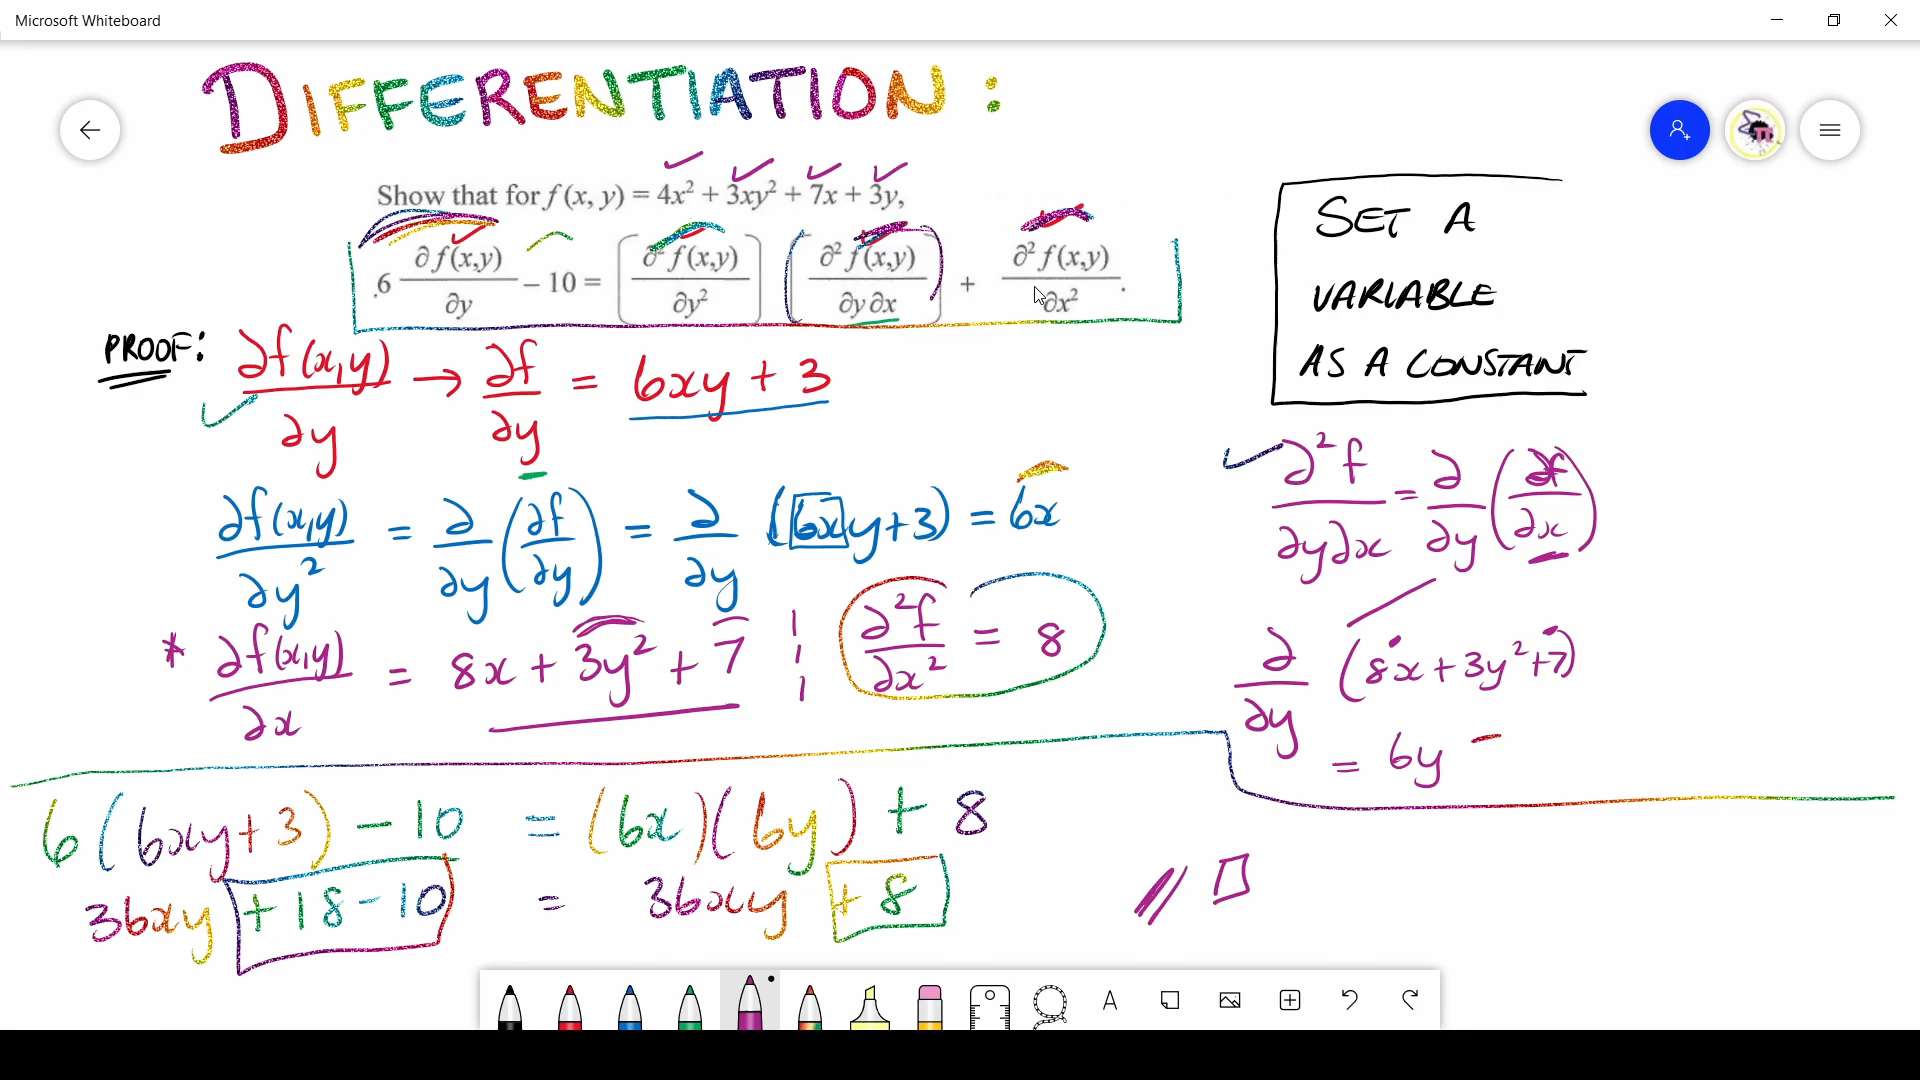 Microsoft Whiteboard
DIFFERENTIATION:
Show that for f(x, y) = 4x² + 3xy² + 7x + 3y,
6 ∂f(x,y)/∂y − 10 = [∂²f(x,y)/∂y²] [∂²f(x,y)/∂y∂x] + ∂²f(x,y)/∂x².
SET A
VARIABLE
AS A CONSTANT
PROOF: ∂f(x,y)/∂y → ∂f/∂y = 6xy + 3
∂f(x,y)/∂y² = ∂/∂y (∂f/∂y) = ∂/∂y (6xy+3) = 6x
* ∂f(x,y)/∂x = 8x + 3y² + 7 ¦ ∂²f/∂x² = 8
∂²f/∂y∂x = ∂/∂y (∂f/∂x)
∂/∂y (8x + 3y² + 7)
= 6y
6(6xy + 3) − 10 = (6x)(6y) + 8
36xy + 18 − 10 = 36xy + 8
// □
A